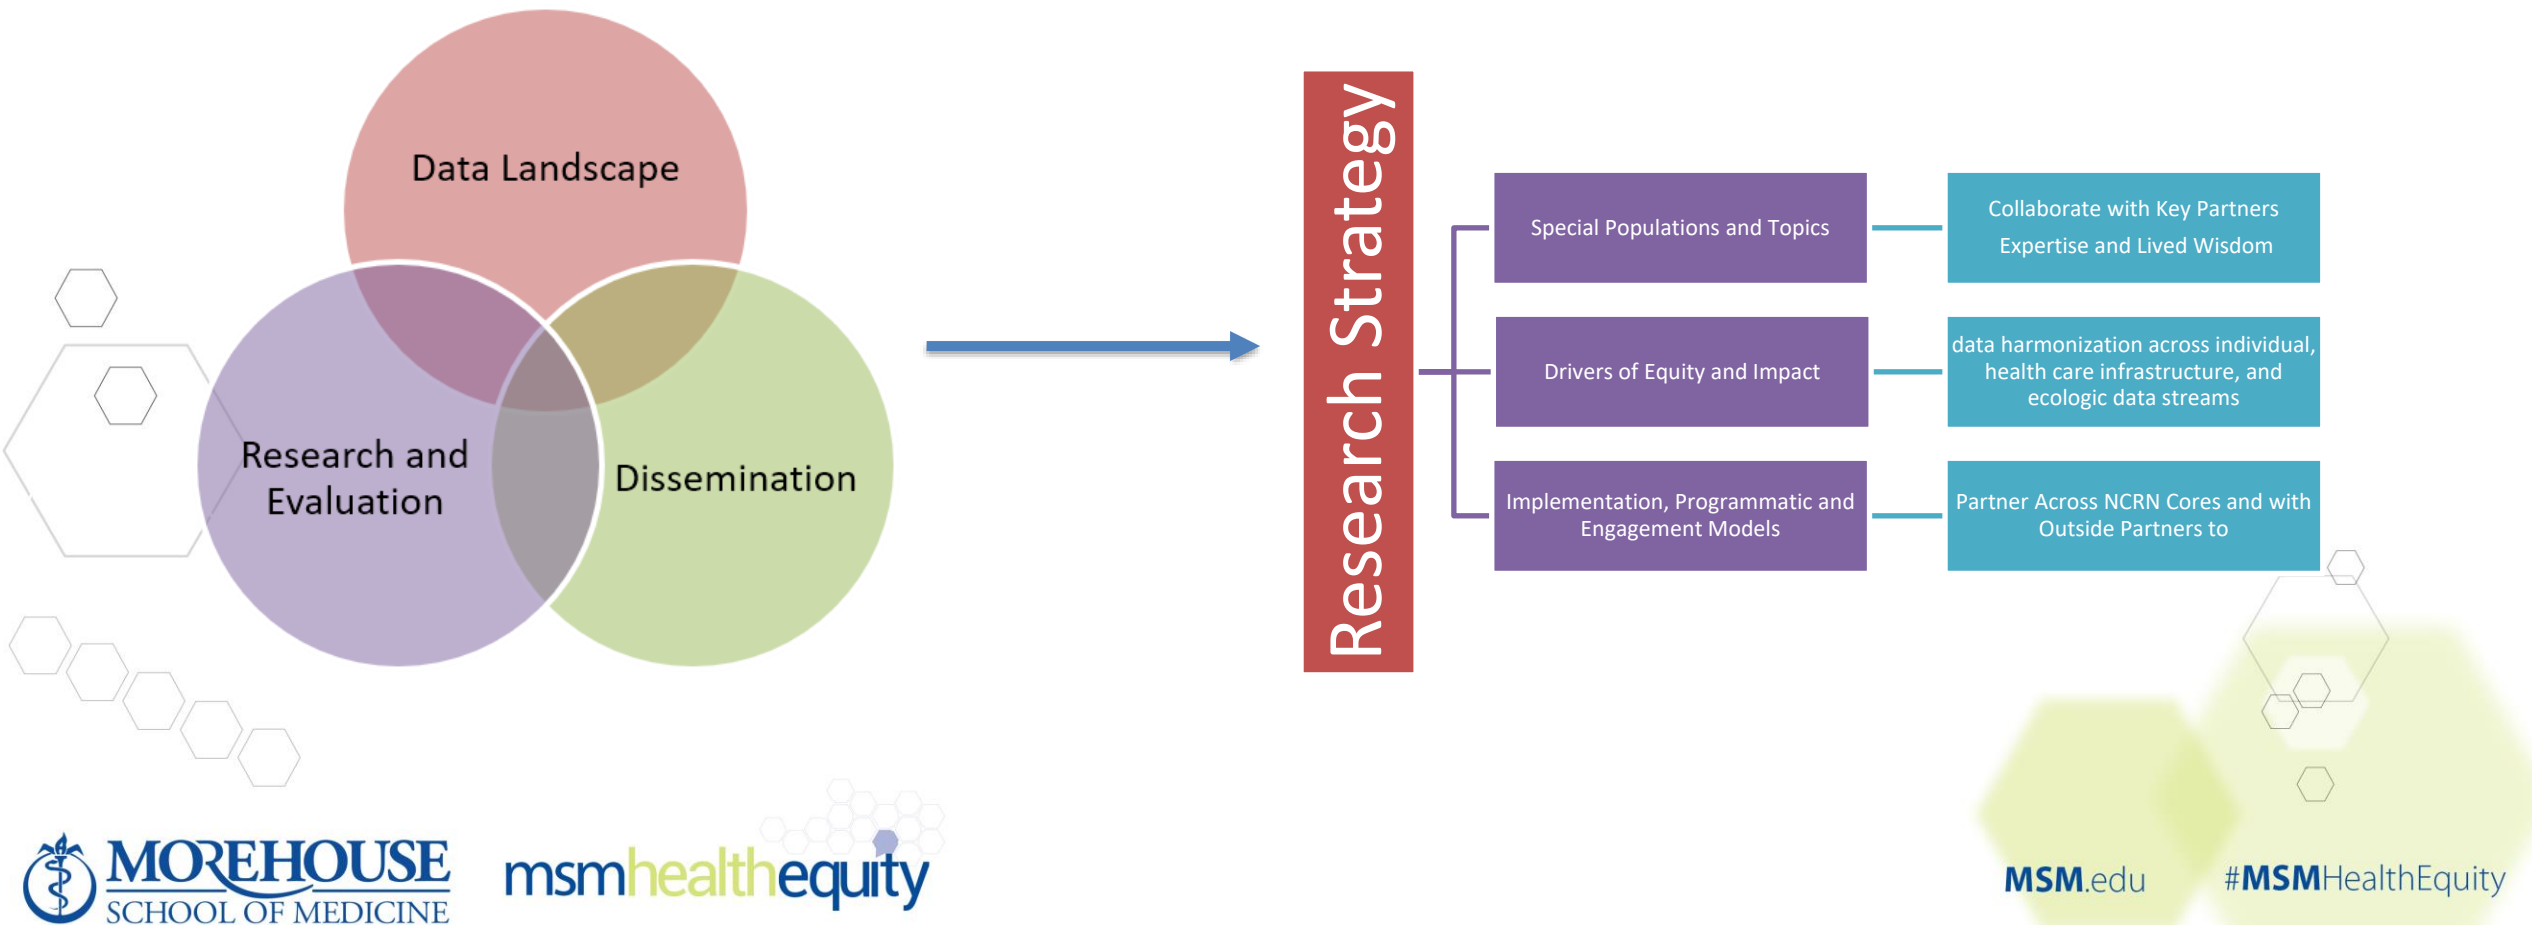 Data Landscape
Research and
Evaluation
Dissemination
Research Strategy
Special Populations and Topics
Collaborate with Key Partners
Expertise and Lived Wisdom
Drivers of Equity and Impact
data harmonization across individual,
health care infrastructure, and
ecologic data streams
Implementation, Programmatic and
Engagement Models
Partner Across NCRN Cores and with
Outside Partners to
MOREHOUSE
SCHOOL OF MEDICINE
msmhealthequity
MSM.edu
#MSMHealthEquity